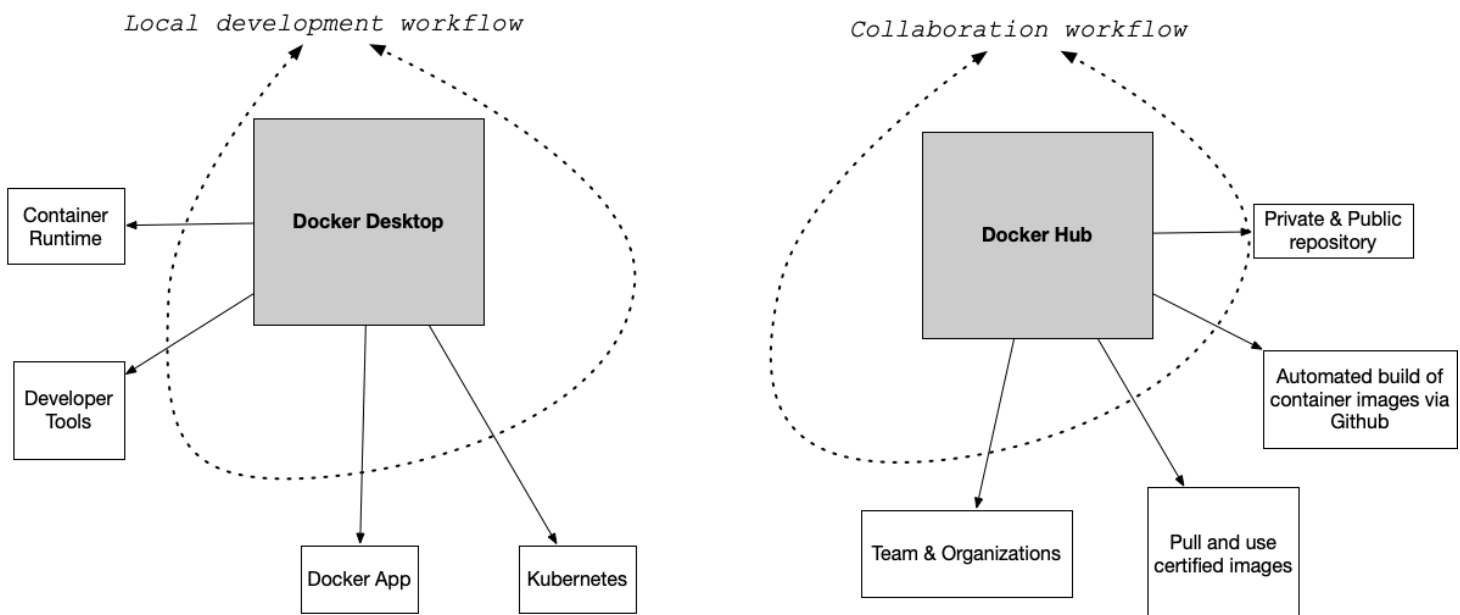 Local development workflow
Docker Desktop
Container
Runtime
Developer
Tools
Docker App
Kubernetes
Collaboration workflow
Docker Hub
Private & Public
repository
Automated build of
container images via
Github
Team & Organizations
Pull and use
certified images